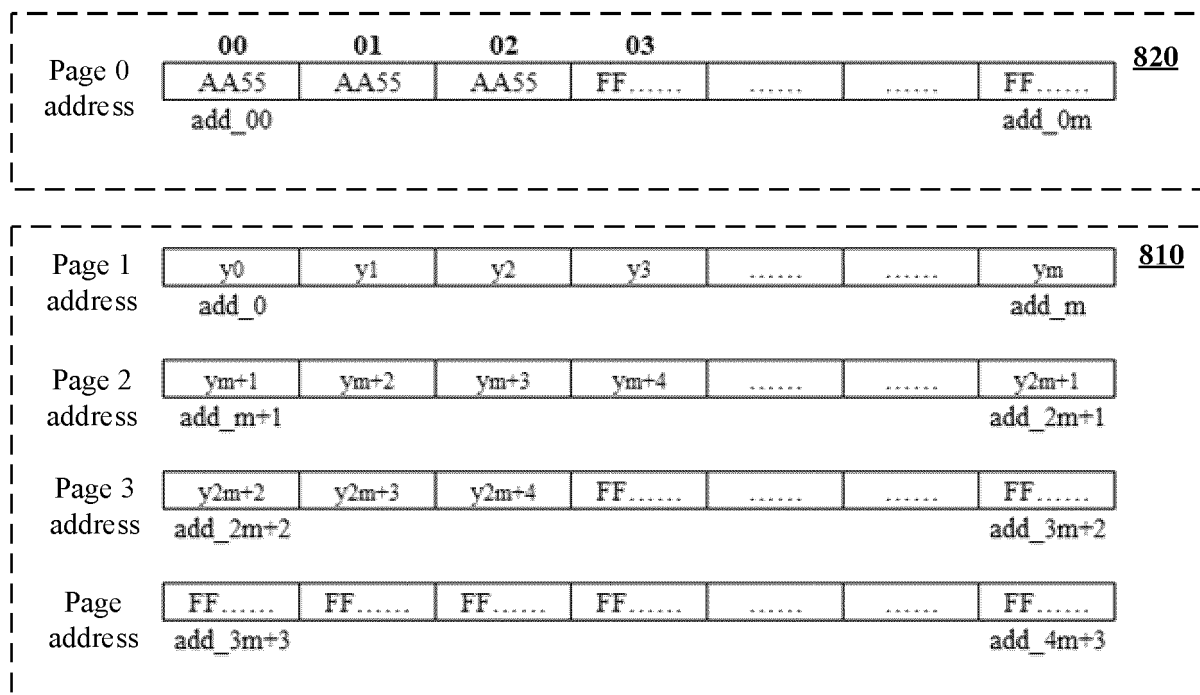 00 01 02 03
820
Page 0 address
AA55 AA55 AA55 FF...... ...... ...... FF......
add_00 add_0m
810
Page 1 address
y0 y1 y2 y3 ...... ...... ym
add_0 add_m
Page 2 address
ym+1 ym+2 ym+3 ym+4 ...... ...... y2m+1
add_m+1 add_2m+1
Page 3 address
y2m+2 y2m+3 y2m+4 FF...... ...... ...... FF......
add_2m+2 add_3m+2
Page address
FF...... FF...... FF...... FF...... ...... ...... FF......
add_3m+3 add_4m+3